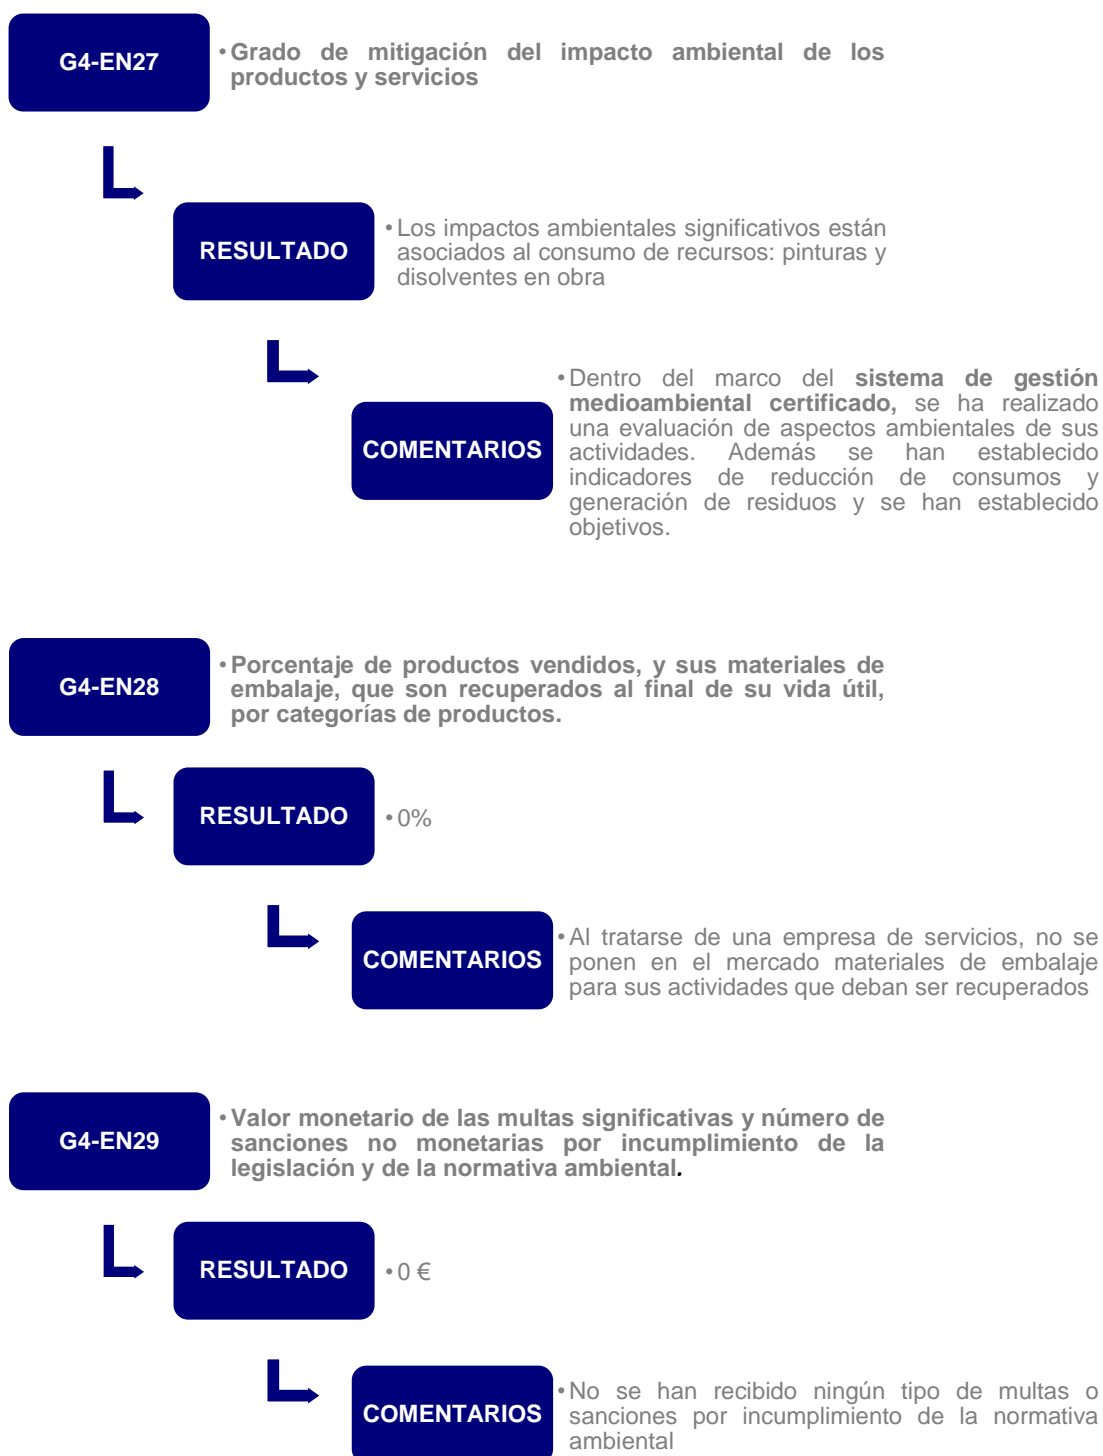 G4-EN27
•Grado de mitigación del impacto ambiental de los
productos y servicios
RESULTADO
•Los impactos ambientales significativos están
asociados al consumo de recursos: pinturas y
disolventes en obra
COMENTARIOS
•Dentro del marco del sistema de gestión
medioambiental certificado, se ha realizado
una evaluación de aspectos ambientales de sus
actividades. Además se han establecido
indicadores de reducción de consumos y
generación de residuos y se han establecido
objetivos.
G4-EN28
•Porcentaje de productos vendidos, y sus materiales de
embalaje, que son recuperados al final de su vida útil,
por categorías de productos.
RESULTADO
•0%
COMENTARIOS
•Al tratarse de una empresa de servicios, no se
ponen en el mercado materiales de embalaje
para sus actividades que deban ser recuperados
G4-EN29
•Valor monetario de las multas significativas y número de
sanciones no monetarias por incumplimiento de la
legislación y de la normativa ambiental.
RESULTADO
•0 €
COMENTARIOS
•No se han recibido ningún tipo de multas o
sanciones por incumplimiento de la normativa
ambiental